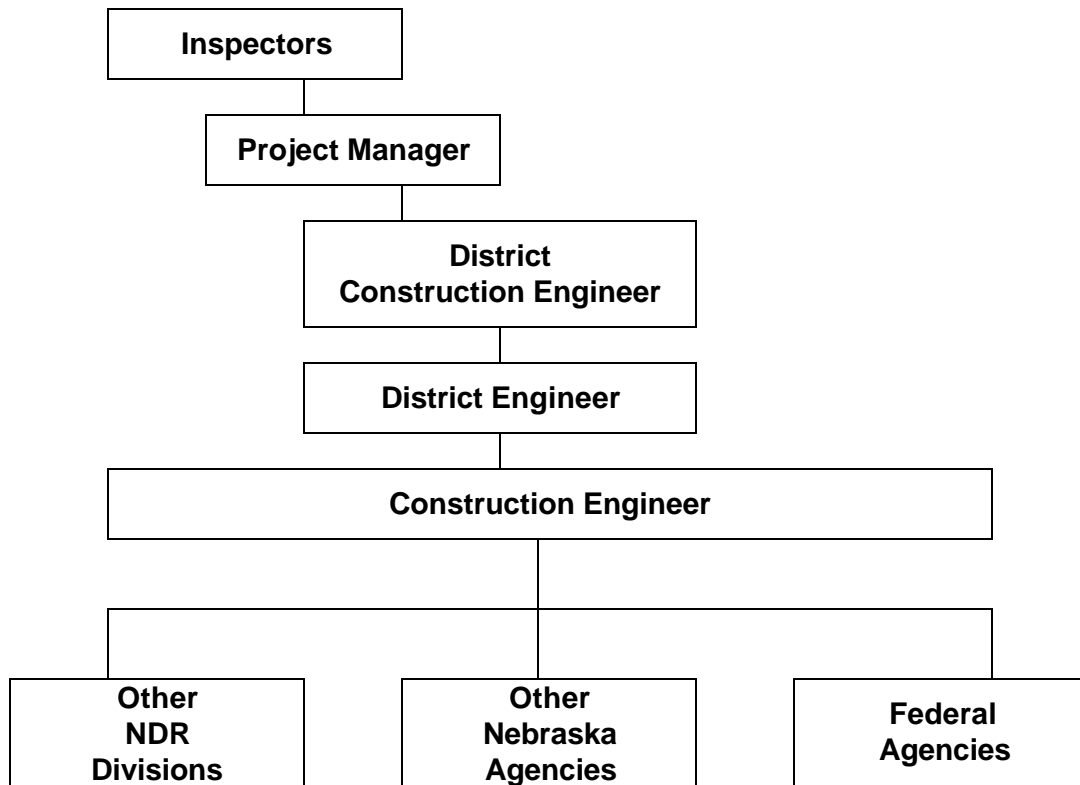 Inspectors
Project Manager
District
Construction Engineer
District Engineer
Construction Engineer
Other
NDR
Divisions
Other
Nebraska
Agencies
Federal
Agencies